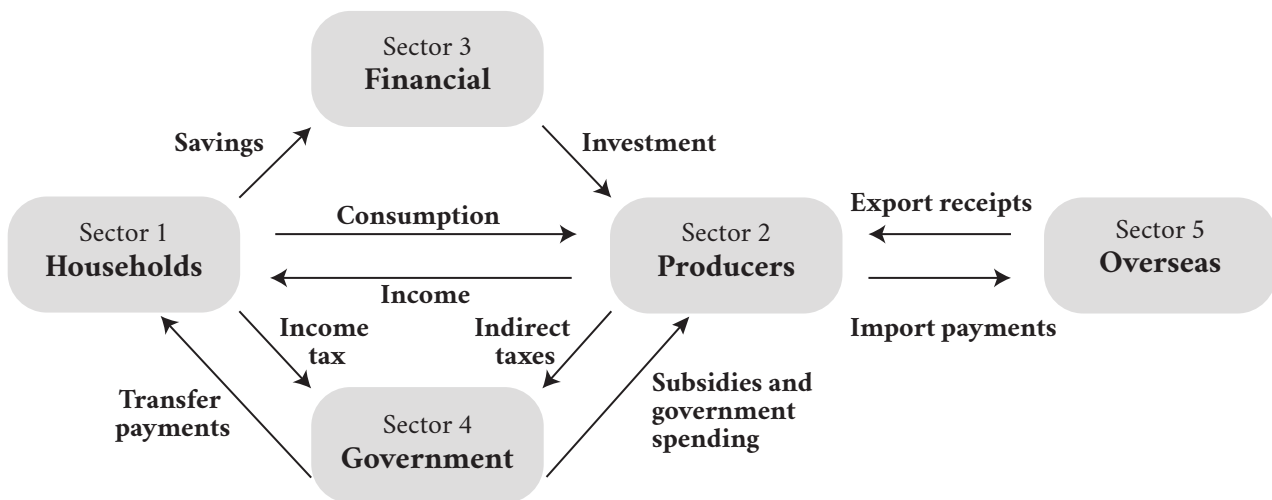 Sector 3
Financial
Savings
Investment
Sector 1
Households
Consumption
Income
Sector 2
Producers
Export receipts
Import payments
Sector 5
Overseas
Income
tax
Indirect
taxes
Transfer
payments
Sector 4
Government
Subsidies and
government
spending